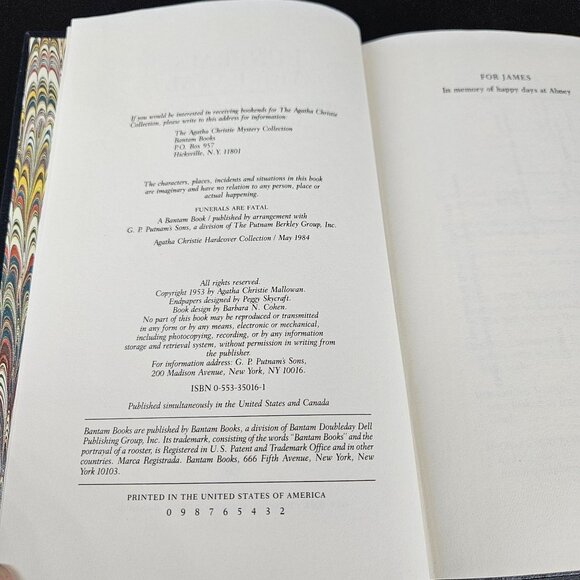 If you would be interested in receiving bookends for The Agatha Christie
Collection, please write to this address for information:
The Agatha Christie Mystery Collection
Bantam Books
P.O. Box 957
Hicksville, N.Y. 11801
The characters, places, incidents and situations in this book
are imaginary and have no relation to any person, place or
actual happening.
FUNERALS ARE FATAL
A Bantam Book / published by arrangement with
G. P. Putnam's Sons, a division of The Putnam Berkley Group, Inc.
Agatha Christie Hardcover Collection / May 1984
All rights reserved.
Copyright 1953 by Agatha Christie Mallowan.
Endpapers designed by Peggy Skycraft.
Book design by Barbara N. Cohen.
No part of this book may be reproduced or transmitted
in any form or by any means, electronic or mechanical,
including photocopying, recording, or by any information
storage and retrieval system, without permission in writing from
the publisher.
For information address: G. P. Putnam's Sons,
200 Madison Avenue, New York, NY 10016.
ISBN 0-553-35016-1
Published simultaneously in the United States and Canada
Bantam Books are published by Bantam Books, a division of Bantam Doubleday Dell
Publishing Group, Inc. Its trademark, consisting of the words "Bantam Books" and the
portrayal of a rooster, is Registered in U.S. Patent and Trademark Office and in other
countries. Marca Registrada. Bantam Books, 666 Fifth Avenue, New York, New York
10103.
PRINTED IN THE UNITED STATES OF AMERICA
0 9 8 7 6 5 4 3 2
FOR JAMES
In memory of happy days at Abney